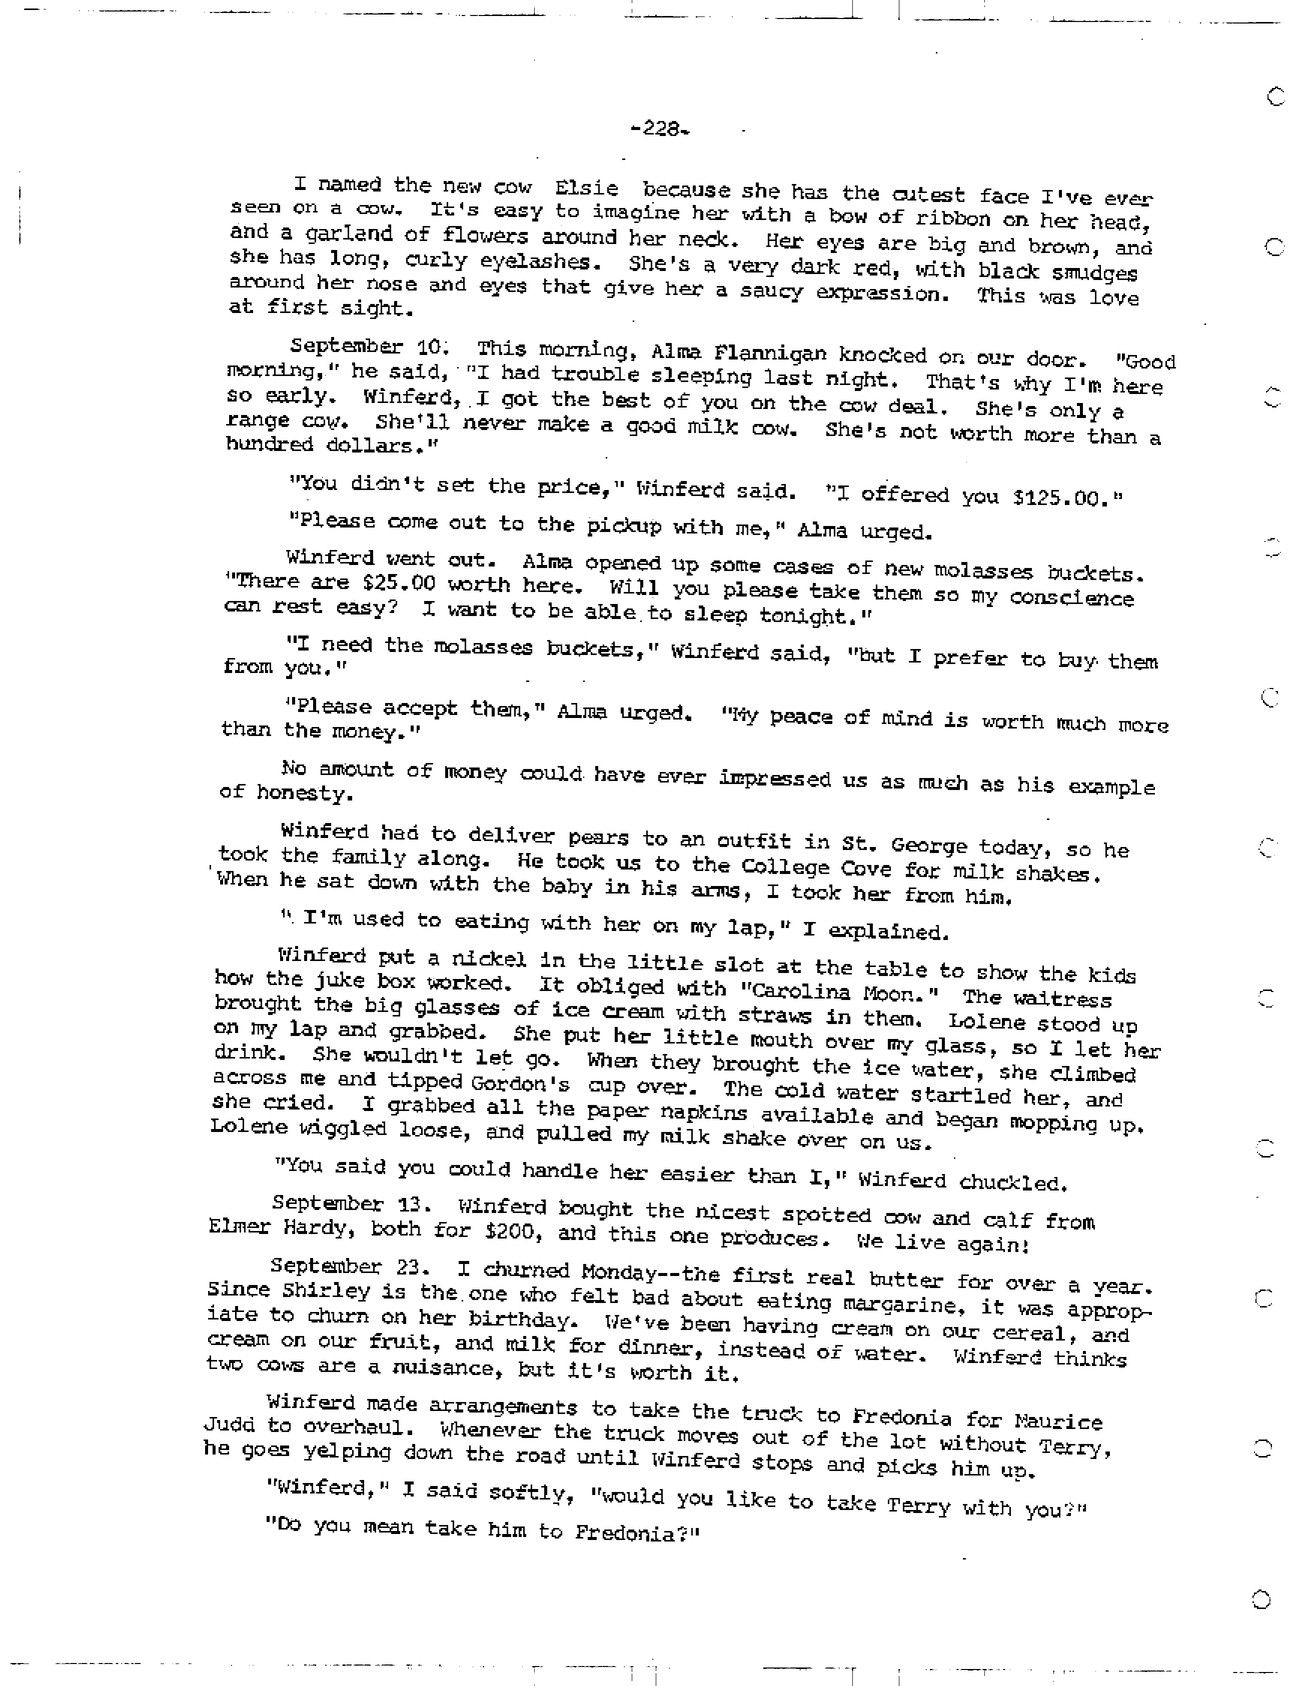 -228-
I named the new cow Elsie because she has the cutest face I've ever
seen on a cow. It's easy to imagine her with a bow of ribbon on her head,
and a garland of flowers around her neck. Her eyes are big and brown, and
she has long, curly eyelashes. She's a very dark red, with black smudges
around her nose and eyes that give her a saucy expression. This was love
at first sight.
September 10. This morning, Alma Flannigan knocked on our door. "Good
morning," he said, "I had trouble sleeping last night. That's why I'm here
so early. Winferd, I got the best of you on the cow deal. She's only a
range cow. She'll never make a good milk cow. She's not worth more than a
hundred dollars."
"You didn't set the price," Winferd said. "I offered you $125.00."
"Please come out to the pickup with me," Alma urged.
Winferd went out. Alma opened up some cases of new molasses buckets.
"There are $25.00 worth here. Will you please take them so my conscience
can rest easy? I want to be able to sleep tonight."
"I need the molasses buckets," Winferd said, "but I prefer to buy them
from you."
"Please accept them," Alma urged. "My peace of mind is worth much more
than the money."
No amount of money could have ever impressed us as much as his example
of honesty.
Winferd had to deliver pears to an outfit in St. George today, so he
took the family along. He took us to the College Cove for milk shakes.
When he sat down with the baby in his arms, I took her from him.
" I'm used to eating with her on my lap," I explained.
Winferd put a nickel in the little slot at the table to show the kids
how the juke box worked. It obliged with "Carolina Moon." The waitress
brought the big glasses of ice cream with straws in them. Lolene stood up
on my lap and grabbed. She put her little mouth over my glass, so I let her
drink. She wouldn't let go. When they brought the ice water, she climbed
across me and tipped Gordon's cup over. The cold water startled her, and
she cried. I grabbed all the paper napkins available and began mopping up.
Lolene wiggled loose, and pulled my milk shake over on us.
"You said you could handle her easier than I," Winferd chuckled.
September 13. Winferd bought the nicest spotted cow and calf from
Elmer Hardy, both for $200, and this one produces. We live again!
September 23. I churned Monday--the first real butter for over a year.
Since Shirley is the one who felt bad about eating margarine, it was approp-
iate to churn on her birthday. We've been having cream on our cereal, and
cream on our fruit, and milk for dinner, instead of water. Winferd thinks
two cows are a nuisance, but it's worth it.
Winferd made arrangements to take the truck to Fredonia for Maurice
Judd to overhaul. Whenever the truck moves out of the lot without Terry,
he goes yelping down the road until Winferd stops and picks him up.
"Winferd," I said softly, "would you like to take Terry with you?"
"Do you mean take him to Fredonia?"